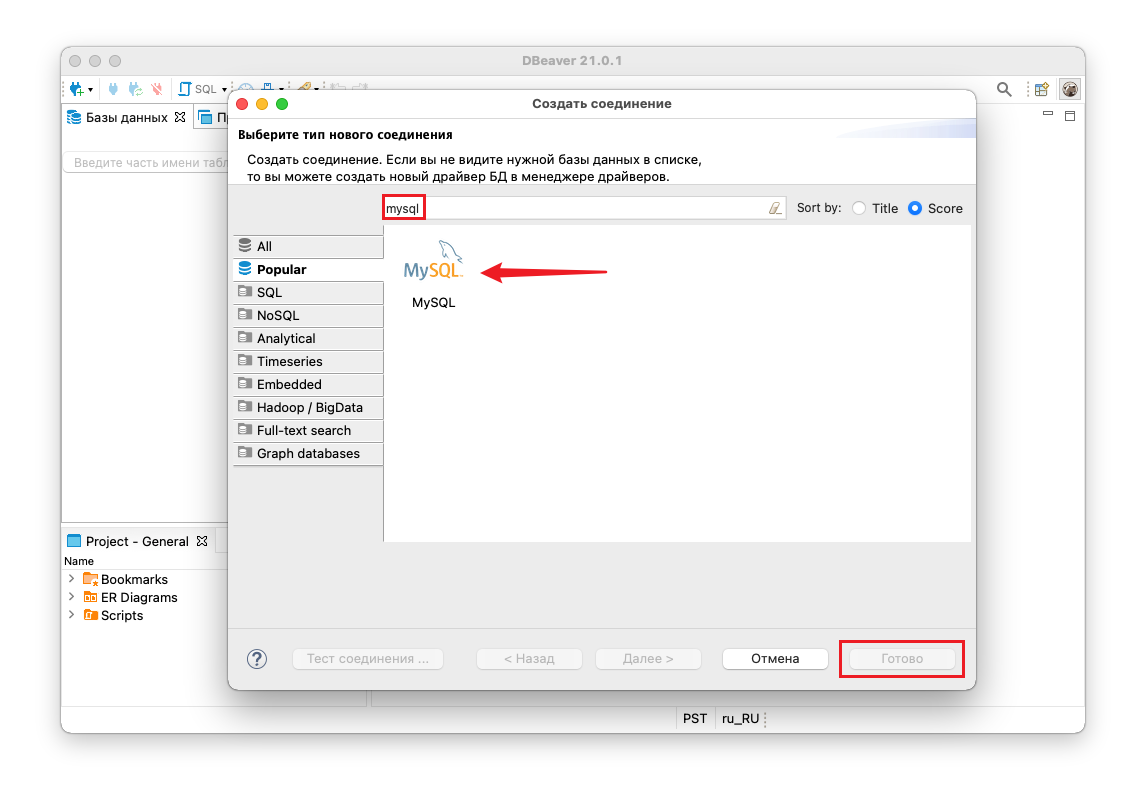 DBeaver 21.0.1
SQL
Создать соединение
Базы данных
Выберите тип нового соединения
Введите часть имени табл
Создать соединение. Если вы не видите нужной базы данных в списке,
то вы можете создать новый драйвер БД в менеджере драйверов.
mysql
Sort by:
Title
Score
All
Popular
SQL
NoSQL
Analytical
Timeseries
Embedded
Hadoop / BigData
Full-text search
Graph databases
MySQL
MySQL
Project - General
Name
Bookmarks
ER Diagrams
Scripts
?
Тест соединения ...
< Назад
Далее >
Отмена
Готово
PST
ru_RU